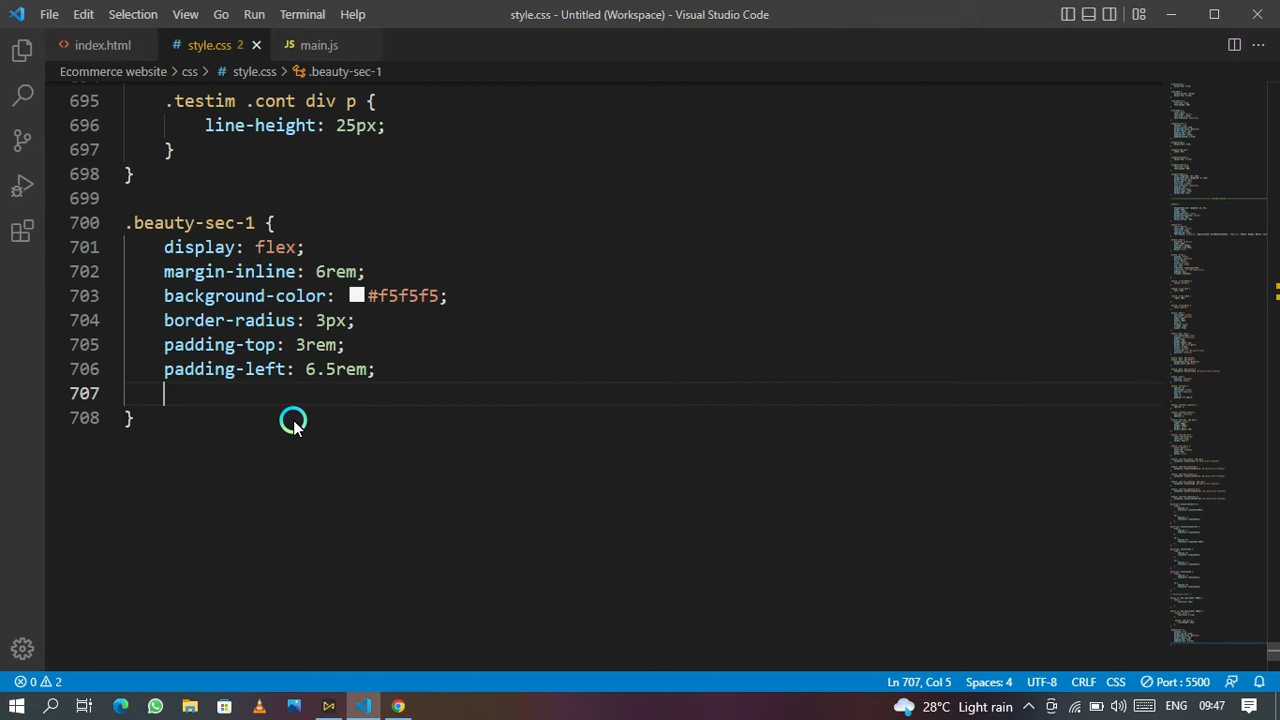 File Edit Selection View Go Run Terminal Help style.css - Untitled (Workspace) - Visual Studio Code
index.html style.css 2 JS main.js
Ecommerce website > css > # style.css > .beauty-sec-1
695 .testim .cont div p {
696 line-height: 25px;
697 }
698 }
699
700 .beauty-sec-1 {
701 display: flex;
702 margin-inline: 6rem;
703 background-color: #f5f5f5;
704 border-radius: 3px;
705 padding-top: 3rem;
706 padding-left: 6.5rem;
707
708 }
0 2 Ln 707, Col 5 Spaces: 4 UTF-8 CRLF CSS Port : 5500
28°C Light rain ENG 09:47